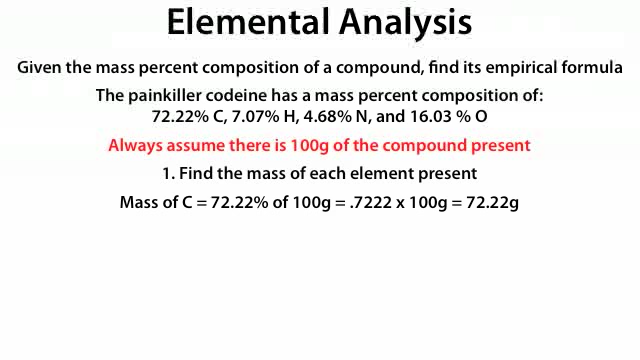 Elemental Analysis
Given the mass percent composition of a compound, find its empirical formula
The painkiller codeine has a mass percent composition of:
72.22% C, 7.07% H, 4.68% N, and 16.03 % O
Always assume there is 100g of the compound present
1. Find the mass of each element present
Mass of C = 72.22% of 100g = .7222 x 100g = 72.22g